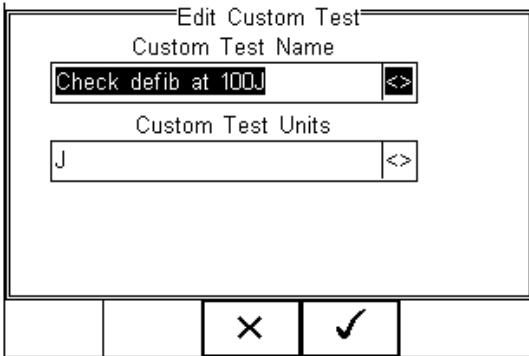 Edit Custom Test
Custom Test Name
Check defib at 100J <>
Custom Test Units
J <>